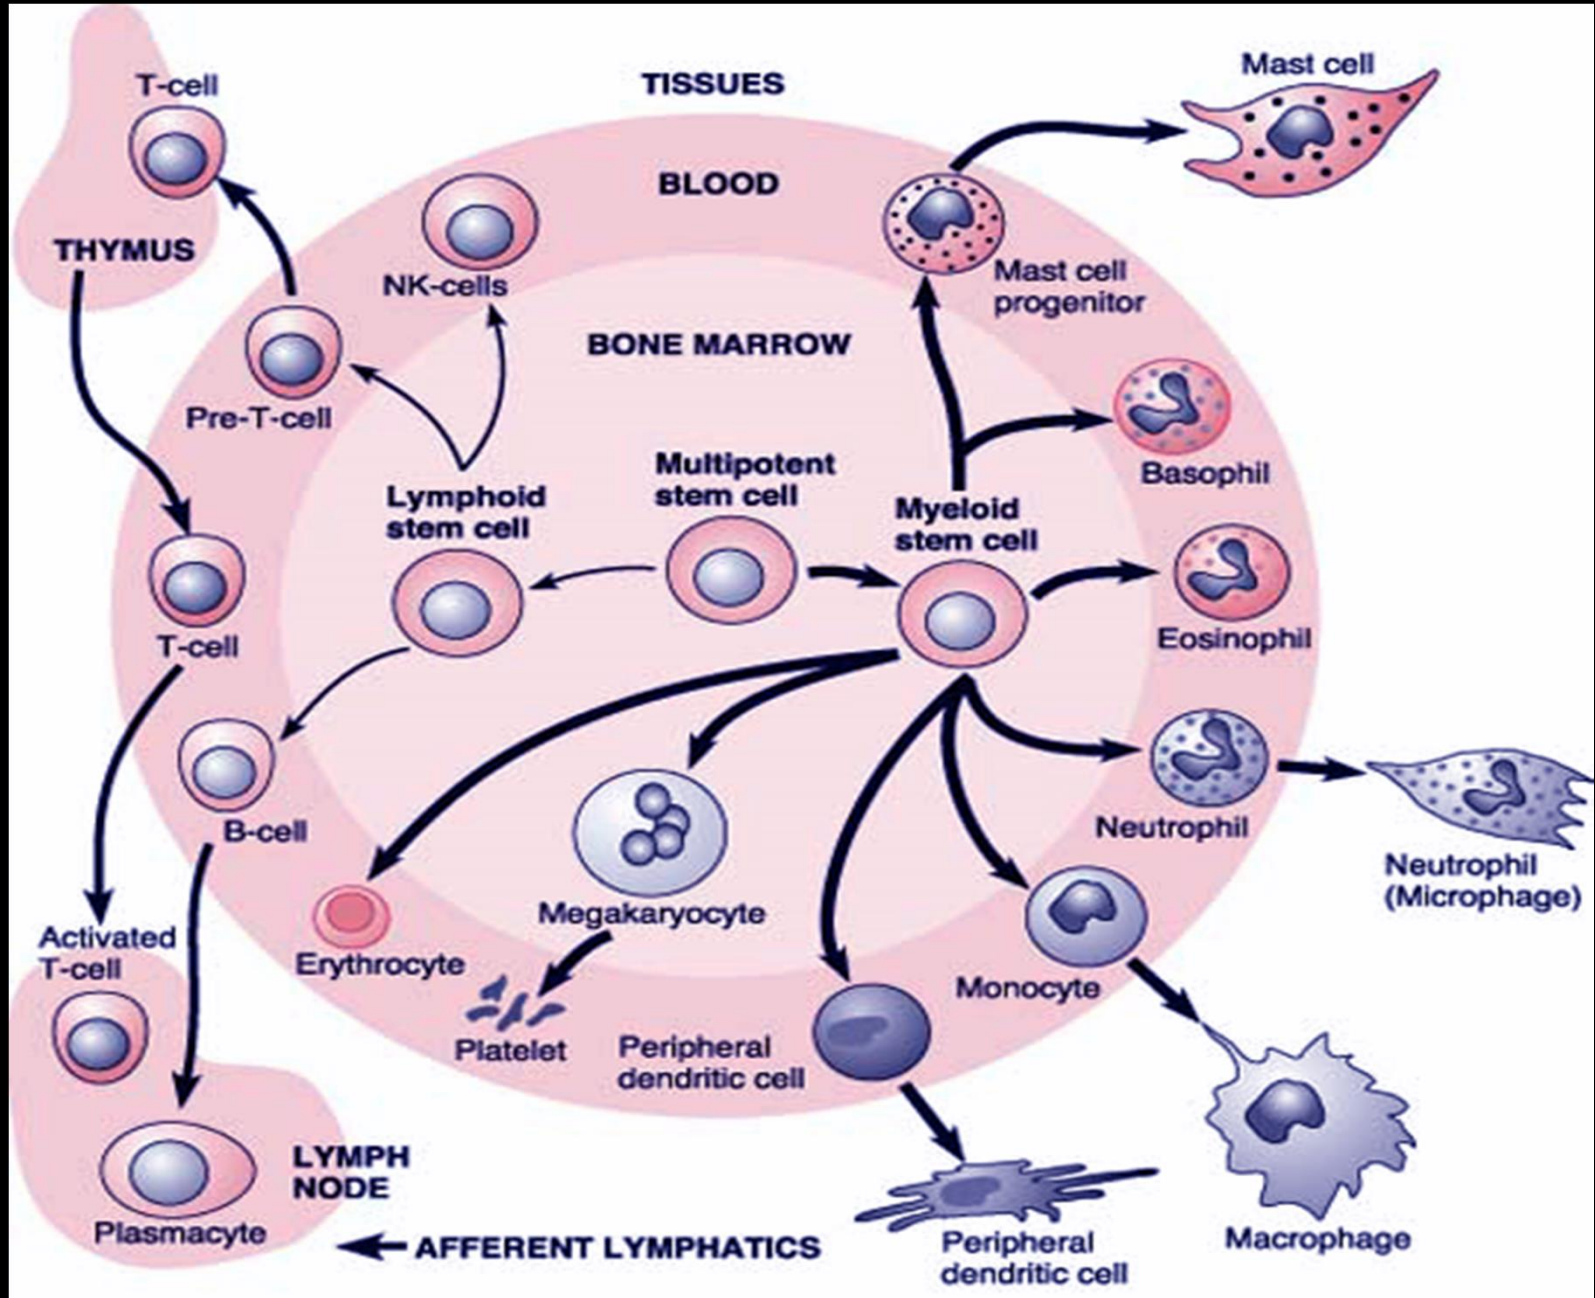 Mast cell
T-cell
TISSUES
BLOOD
THYMUS
NK-cells
Mast cell
progenitor
BONE MARROW
Pre-T-cell
Multipotent
stem cell
Basophil
Lymphoid
stem cell
Myeloid
stem cell
T-cell
Eosinophil
B-cell
Neutrophil
Neutrophil
(Microphage)
Megakaryocyte
Activated
T-cell
Erythrocyte
Monocyte
Platelet
Peripheral
dendritic cell
LYMPH
NODE
Plasmacyte
AFFERENT LYMPHATICS
Peripheral
dendritic cell
Macrophage